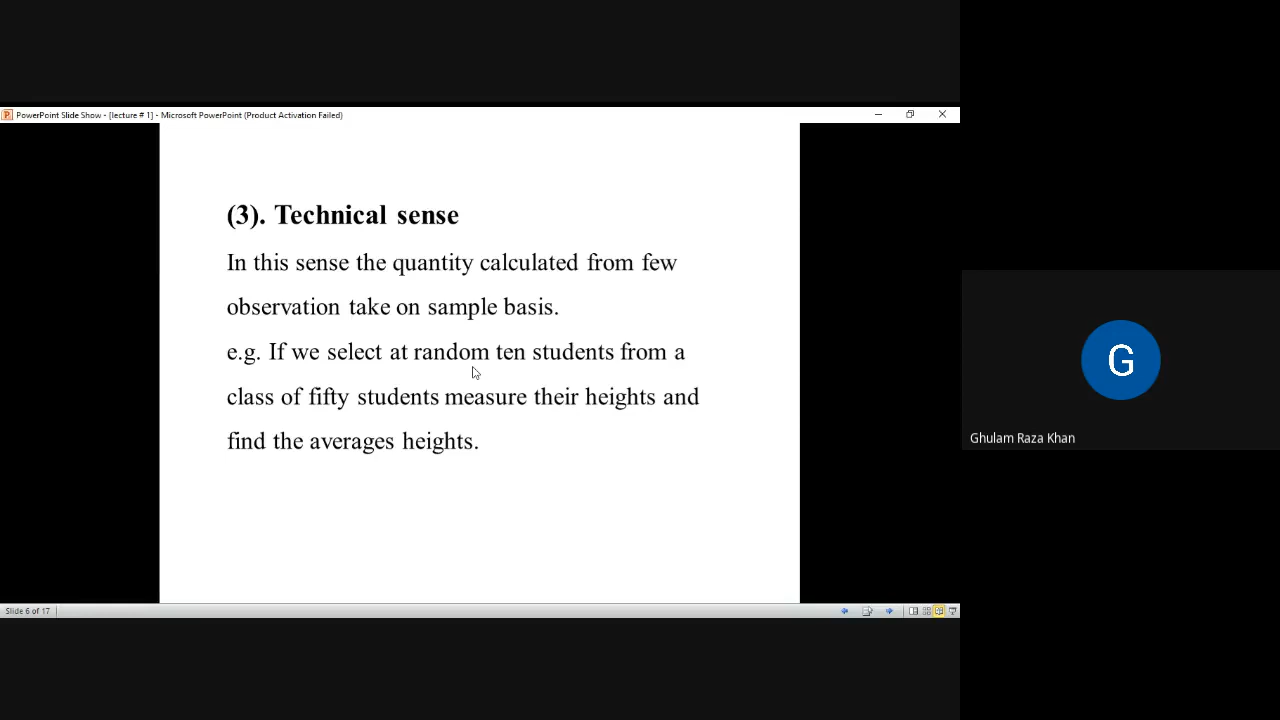 PowerPoint Slide Show - [lecture # 1] - Microsoft PowerPoint (Product Activation Failed)
(3). Technical sense
In this sense the quantity calculated from few
observation take on sample basis.
e.g. If we select at random ten students from a
class of fifty students measure their heights and
find the averages heights.
G
Ghulam Raza Khan
Slide 6 of 17